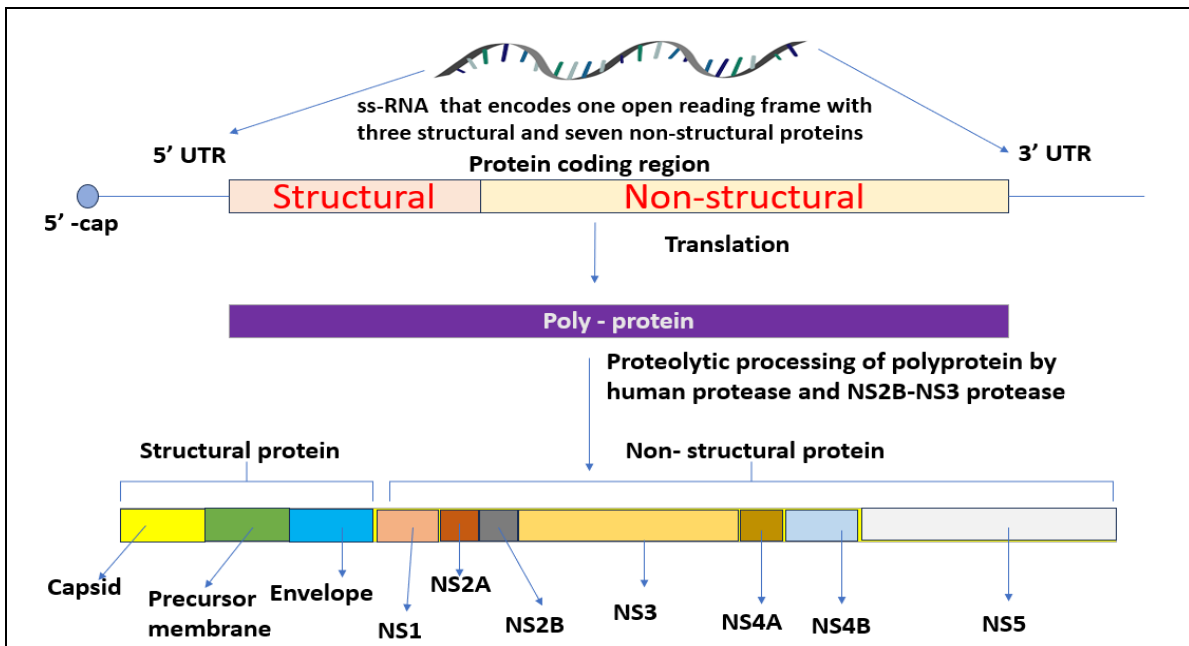 ss-RNA that encodes one open reading frame with
three structural and seven non-structural proteins
5’ UTR
Protein coding region
3’ UTR
Structural
Non-structural
5’ -cap
Translation
Poly - protein
Proteolytic processing of polyprotein by
human protease and NS2B-NS3 protease
Structural protein
Non- structural protein
Capsid
Precursor
membrane
Envelope
NS1
NS2A
NS2B
NS3
NS4A
NS4B
NS5